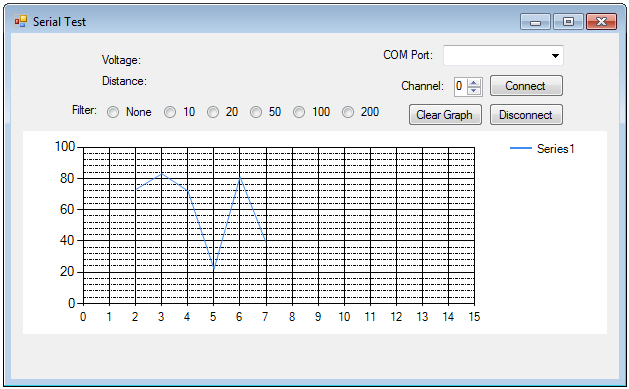 Serial Test
Voltage:
COM Port:
Distance:
Channel: 0 Connect
Filter: None 10 20 50 100 200
Clear Graph Disconnect
Series1
100
80
60
40
20
0
0 1 2 3 4 5 6 7 8 9 10 11 12 13 14 15